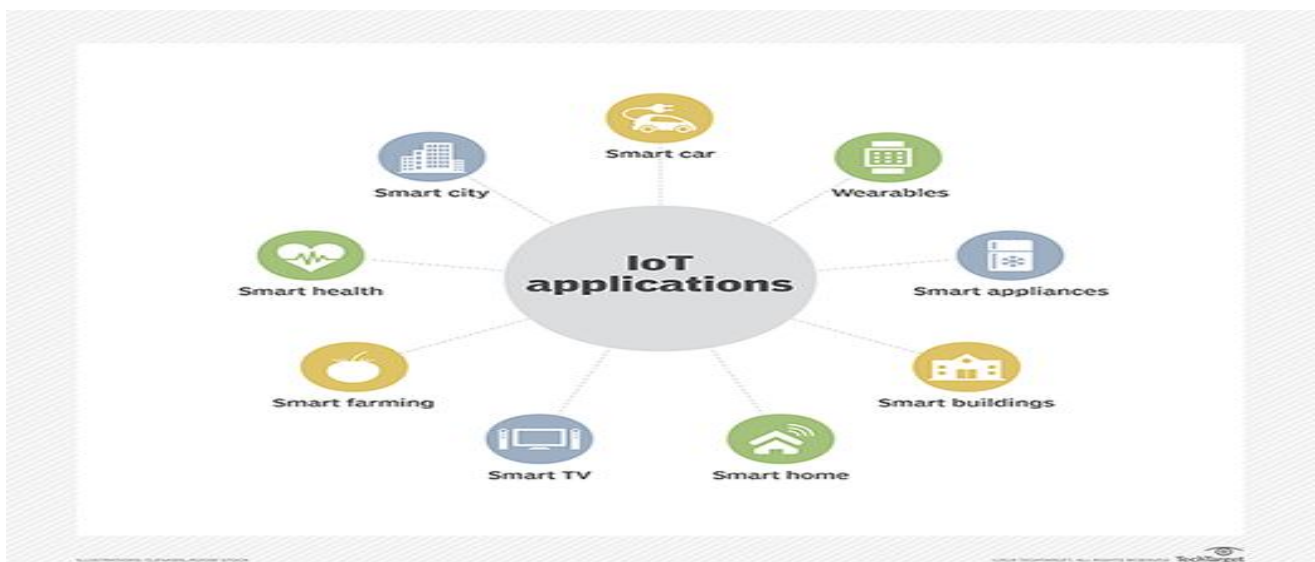 Smart car
Smart city
Wearables
IoT
applications
Smart health
Smart appliances
Smart farming
Smart buildings
Smart TV
Smart home
TechTarget